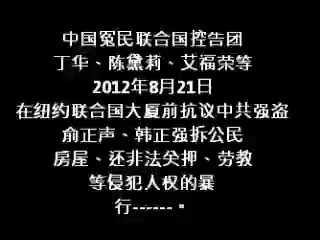 中国冤民联合国控告团
丁华、陈黛莉、艾福荣等
2012年8月21日
在纽约联合国大厦前抗议中共强盗
俞正声、韩正强拆公民
房屋、还非法关押、劳教
等侵犯人权的暴
行------。